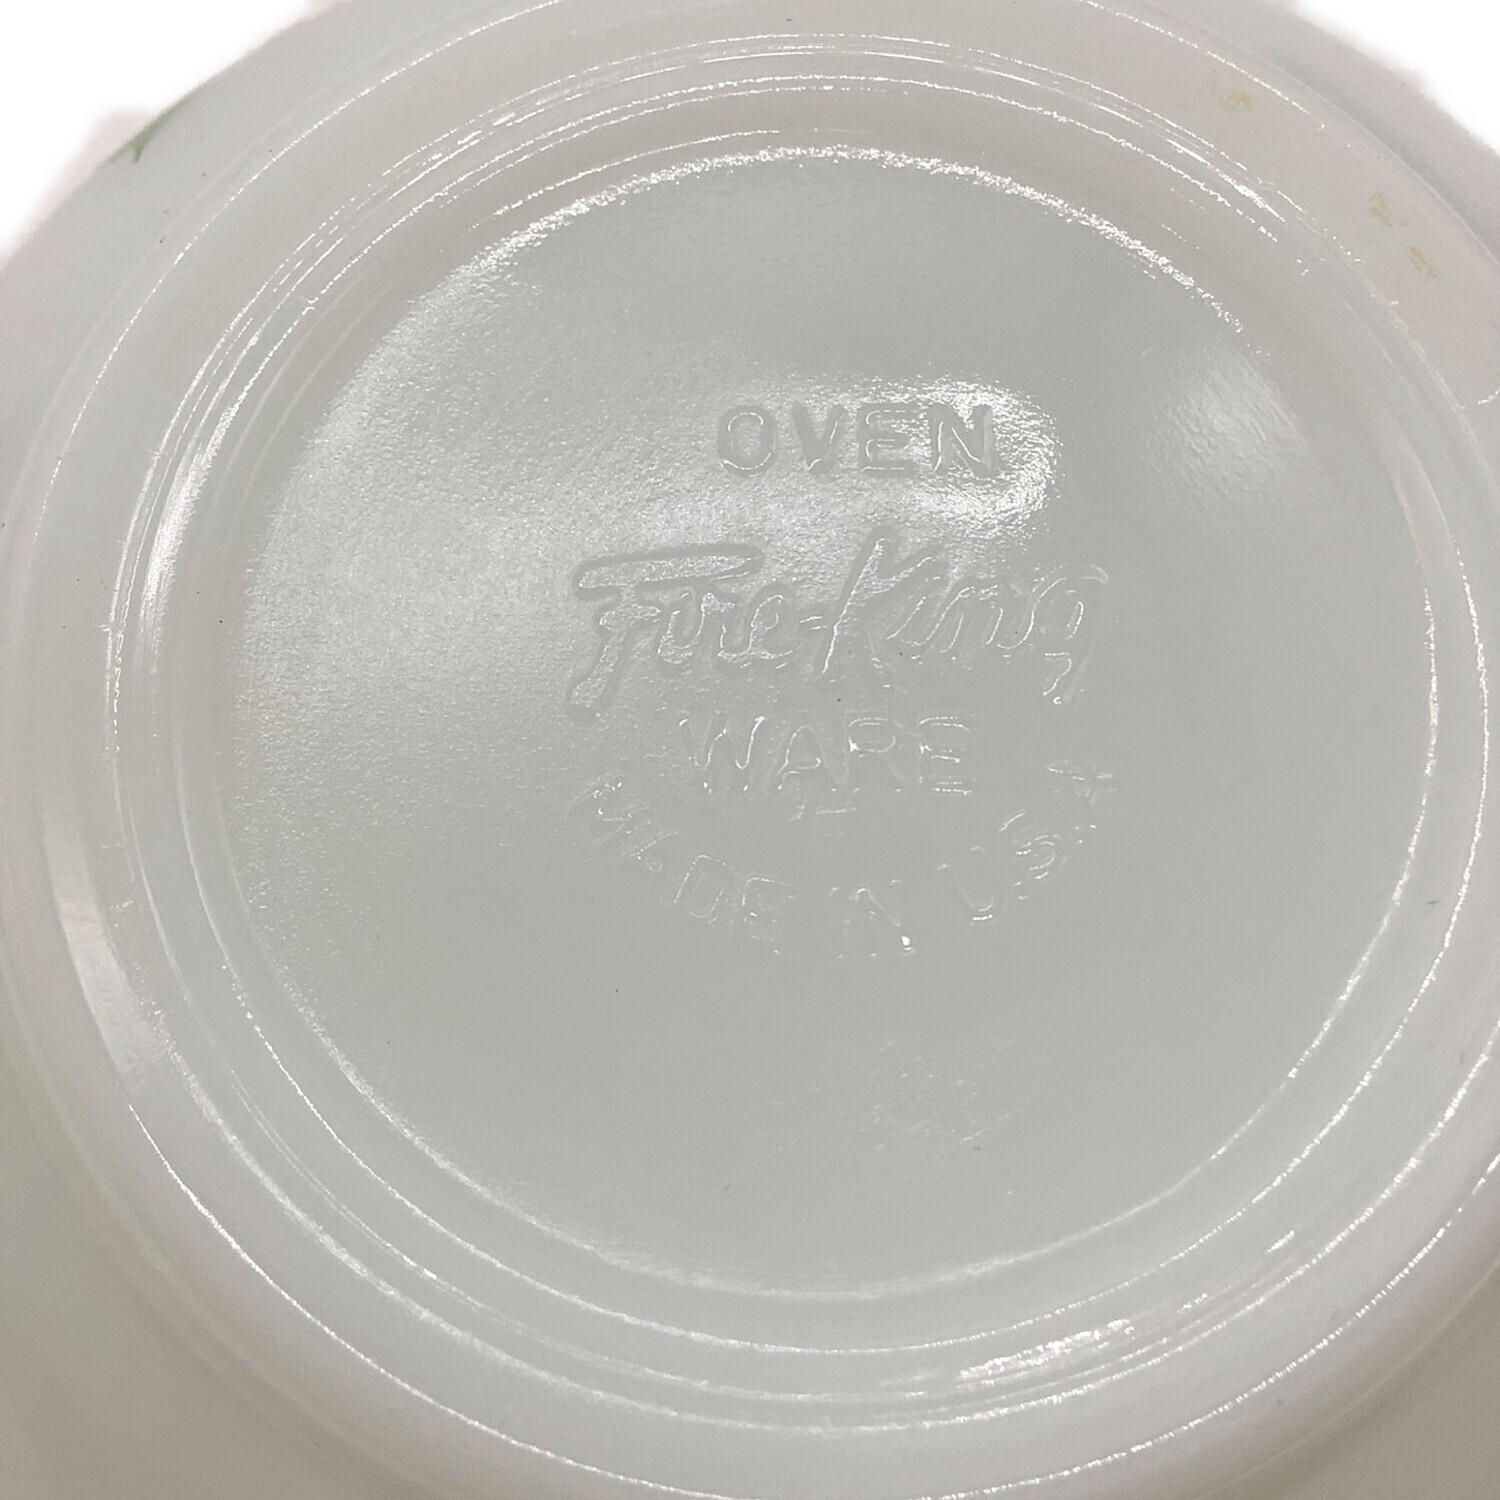 OVEN
Fire-King
WARE
MADE IN U.S.A